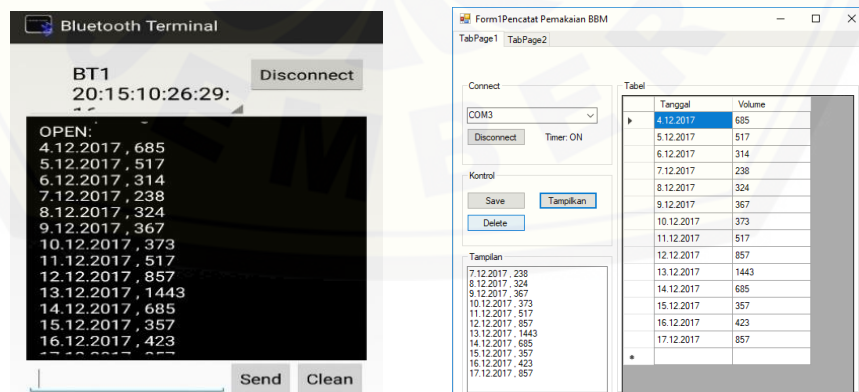 Bluetooth Terminal
BT1
20:15:10:26:29:
Disconnect
OPEN:
4.12.2017 , 685
5.12.2017 , 517
6.12.2017 , 314
7.12.2017 , 238
8.12.2017 , 324
9.12.2017 , 367
10.12.2017 , 373
11.12.2017 , 517
12.12.2017 , 857
13.12.2017 , 1443
14.12.2017 , 685
15.12.2017 , 357
16.12.2017 , 423
Send Clean
Form1Pencatat Pemakaian BBM
TabPage1 TabPage2
Connect
COM3
Disconnect Timer: ON
Kontrol
Save Tampilkan
Delete
Tampilan
7.12.2017 , 238
8.12.2017 , 324
9.12.2017 , 367
10.12.2017 , 373
11.12.2017 , 517
12.12.2017 , 857
13.12.2017 , 1443
14.12.2017 , 685
15.12.2017 , 357
16.12.2017 , 423
17.12.2017 , 857
Tabel
Tanggal Volume
4.12.2017 685
5.12.2017 517
6.12.2017 314
7.12.2017 238
8.12.2017 324
9.12.2017 367
10.12.2017 373
11.12.2017 517
12.12.2017 857
13.12.2017 1443
14.12.2017 685
15.12.2017 357
16.12.2017 423
17.12.2017 857